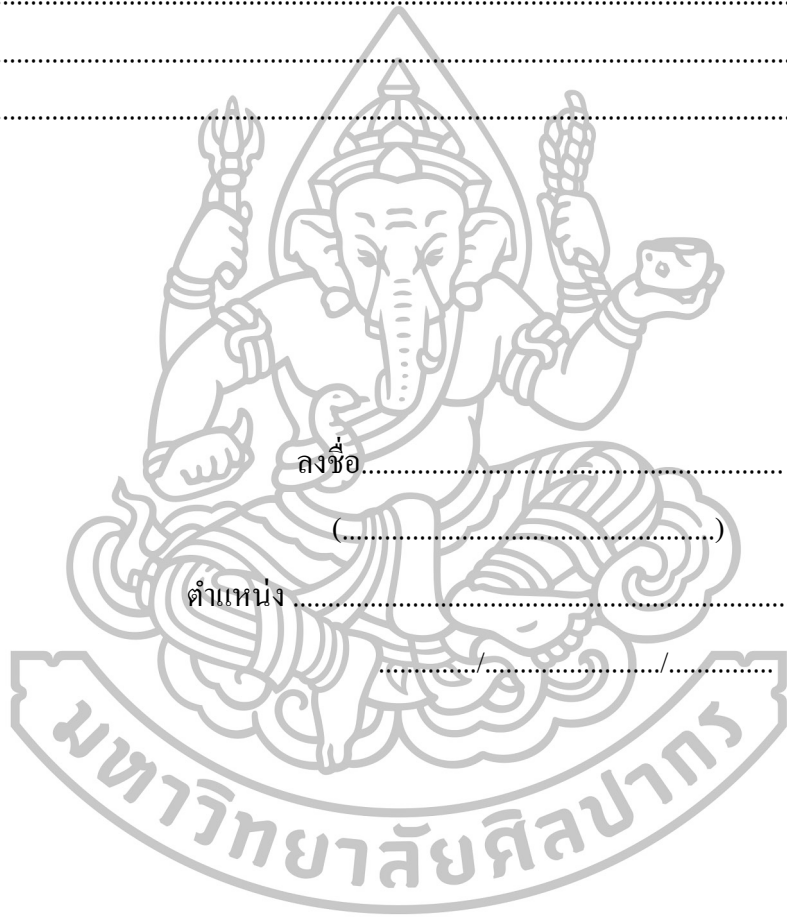 ................................................................................................................
................................................................................................................
................................................................................................................
ลงชื่อ............................................................
(.....................................................)
ตำแหน่ง ......................................................................
............../........................./...............
มหาวิทยาลัยศิลปากร